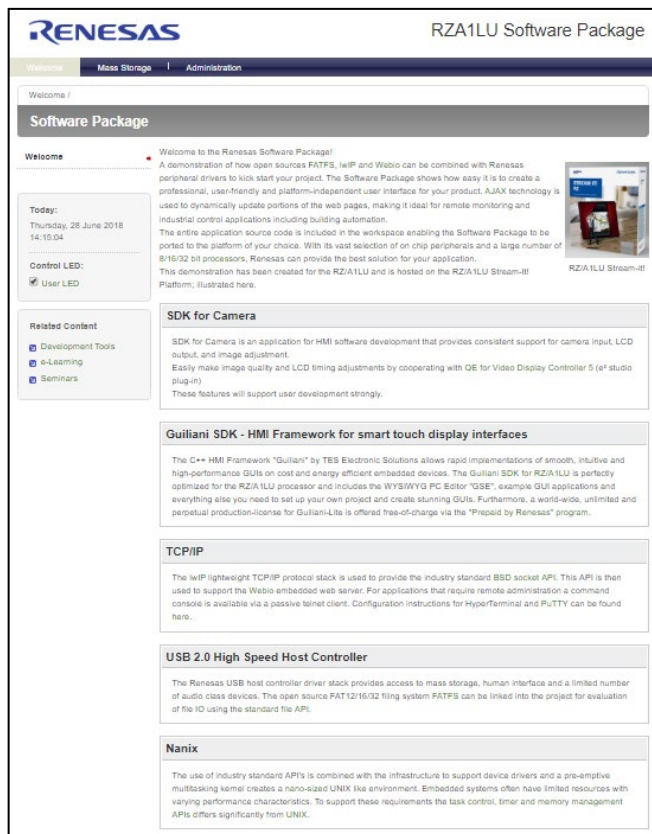 RENESAS
RZA1LU Software Package
Welcome
Mass Storage
Administration
Welcome /
Software Package
Welcome
Today:
Thursday, 28 June 2018
14:15:04
Control LED:
User LED
Related Content
Development Tools
e-Learning
Seminars
Welcome to the Renesas Software Package!
A demonstration of how open sources FATFS, lwIP and Webio can be combined with Renesas
peripheral drivers to kick start your project. The Software Package shows how easy it is to create a
professional, user-friendly and platform-independent user interface for your product. AJAX technology is
used to dynamically update portions of the web pages, making it ideal for remote monitoring and
industrial control applications including building automation.
The entire application source code is included in the workspace enabling the Software Package to be
ported to the platform of your choice. With its vast selection of on chip peripherals and a large number of
8/16/32 bit processors, Renesas can provide the best solution for your application.
This demonstration has been created for the RZ/A1LU and is hosted on the RZ/A1LU Stream-it!
Platform; illustrated here.
RENESAS
STREAM IT!
RZ
RZ/A1LU Stream-it!
SDK for Camera
SDK for Camera is an application for HMI software development that provides consistent support for camera input, LCD
output, and image adjustment.
Easily make image quality and LCD timing adjustments by cooperating with QE for Video Display Controller 5 (e² studio
plug-in)
These features will support user development strongly.
Guiliani SDK - HMI Framework for smart touch display interfaces
The C++ HMI Framework "Guiliani" by TES Electronic Solutions allows rapid implementations of smooth, intuitive and
high-performance GUIs on cost and energy efficient embedded devices. The Guiliani SDK for RZ/A1LU is perfectly
optimized for the RZ/A1LU processor and includes the WYSIWYG PC Editor "GSE", example GUI applications and
everything else you need to set up your own project and create stunning GUIs. Furthermore, a world-wide, unlimited and
perpetual production-license for Guiliani-Lite is offered free-of-charge via the "Prepaid by Renesas" program.
TCP/IP
The lwIP lightweight TCP/IP protocol stack is used to provide the industry standard BSD socket API. This API is then
used to support the Webio embedded web server. For applications that require remote administration a command
console is available via a passive telnet client. Configuration instructions for HyperTerminal and PuTTY can be found
here.
USB 2.0 High Speed Host Controller
The Renesas USB host controller driver stack provides access to mass storage, human interface and a limited number
of audio class devices. The open source FAT12/16/32 filing system FATFS can be linked into the project for evaluation
of file IO using the standard file API.
Nanix
The use of industry standard API's is combined with the infrastructure to support device drivers and a pre-emptive
multitasking kernel creates a nano-sized UNIX like environment. Embedded systems often have limited resources with
varying performance characteristics. To support these requirements the task control, timer and memory management
APIs differs significantly from UNIX.